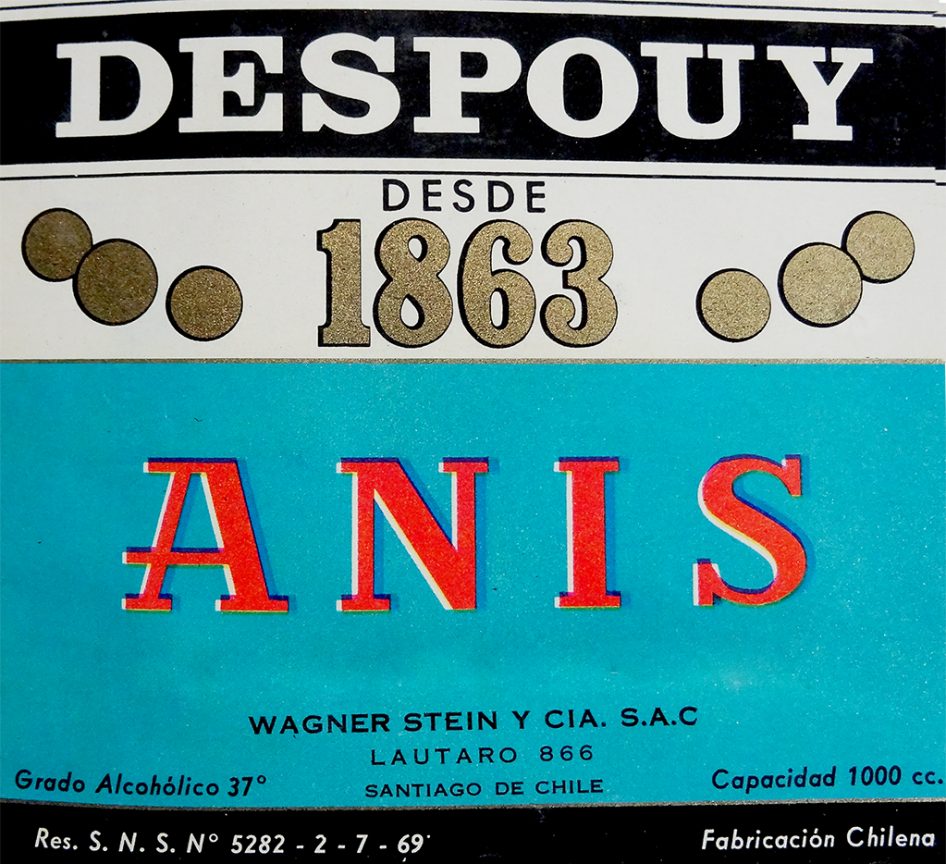 DESPOUY
DESDE
1863
ANIS
WAGNER STEIN Y CIA. S.A.C
LAUTARO 866
SANTIAGO DE CHILE
Grado Alcohólico 37°
Capacidad 1000 cc.
Res. S. N. S. N° 5282 - 2 - 7 - 69
Fabricación Chilena